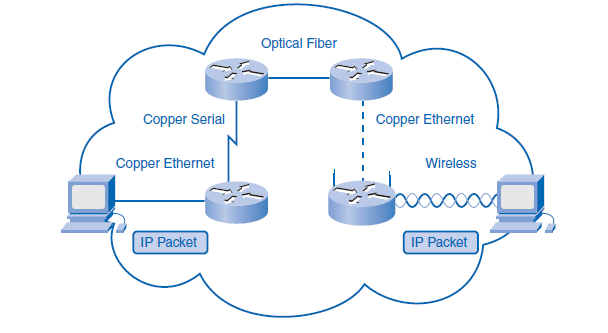 Optical Fiber
Copper Serial
Copper Ethernet
Copper Ethernet
Wireless
IP Packet
IP Packet